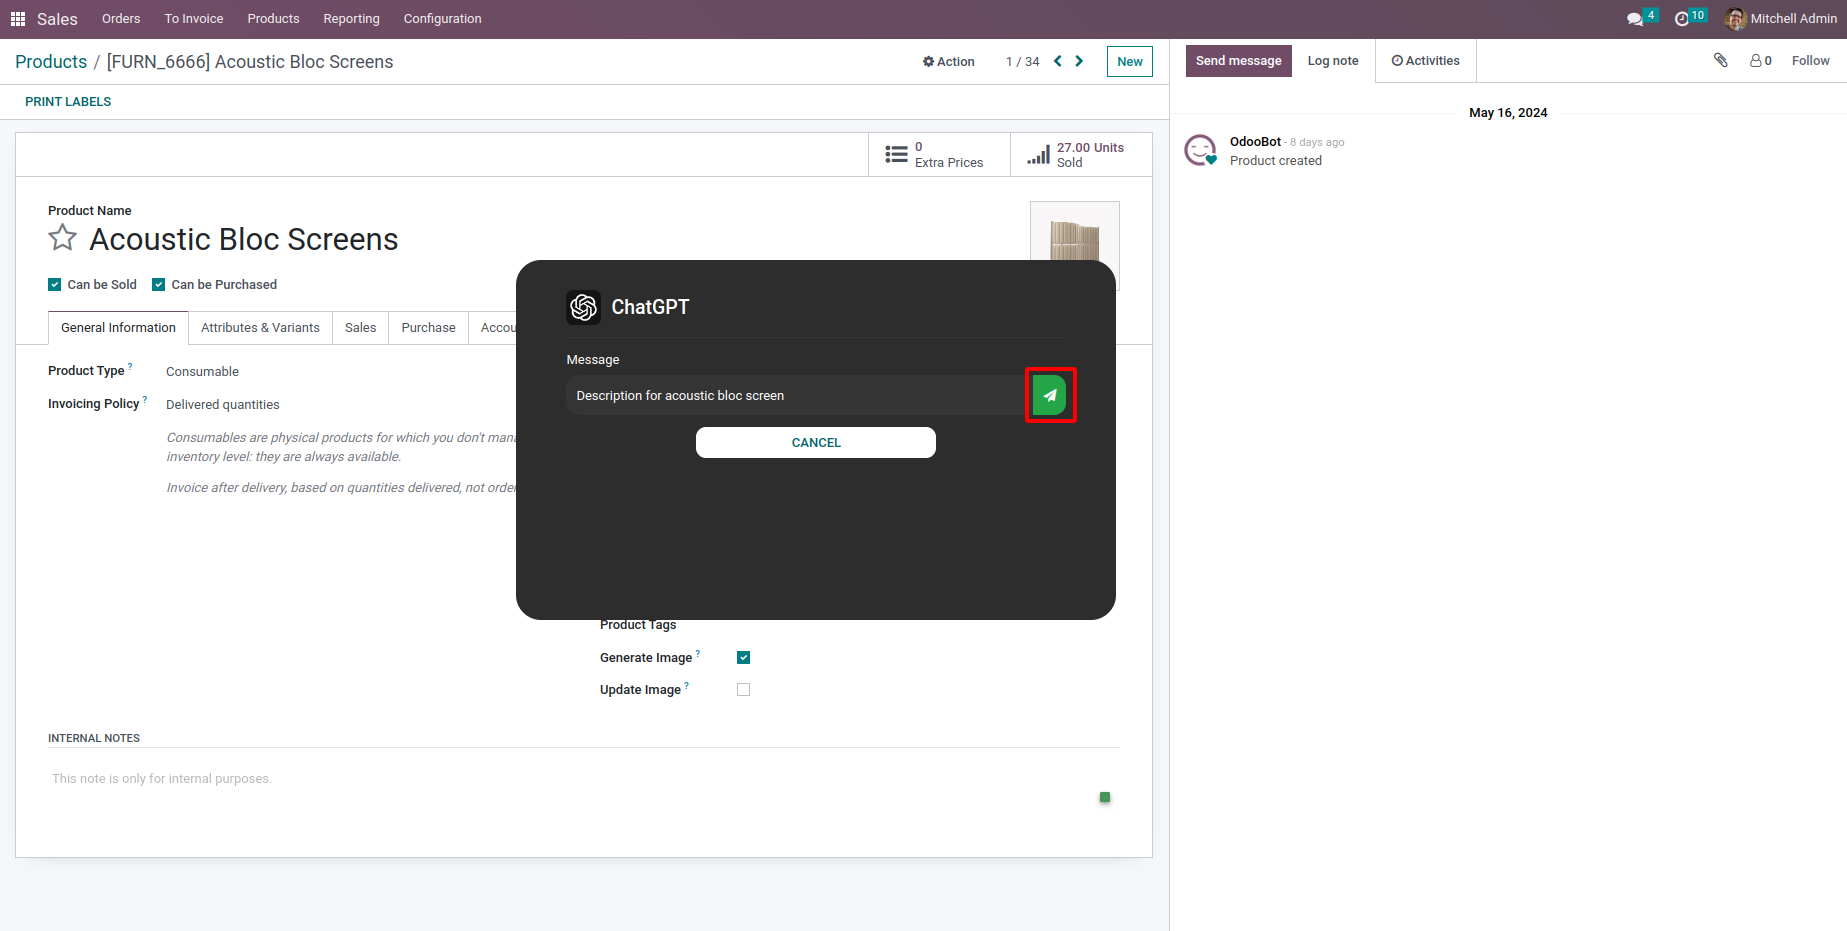 Sales Orders To Invoice Products Reporting Configuration 4 10 Mitchell Admin
Products / [FURN_6666] Acoustic Bloc Screens Action 1 / 34 New
Send message Log note Activities 0 Follow
PRINT LABELS
May 16, 2024
OdooBot - 8 days ago
Product created
0
Extra Prices
27.00 Units
Sold
Product Name
Acoustic Bloc Screens
Can be Sold Can be Purchased
General Information Attributes & Variants Sales Purchase Accou
Product Type ? Consumable
Invoicing Policy ? Delivered quantities
Consumables are physical products for which you don't mana
inventory level: they are always available.
Invoice after delivery, based on quantities delivered, not order
ChatGPT
Message
Description for acoustic bloc screen
CANCEL
Product Tags
Generate Image ?
Update Image ?
INTERNAL NOTES
This note is only for internal purposes.